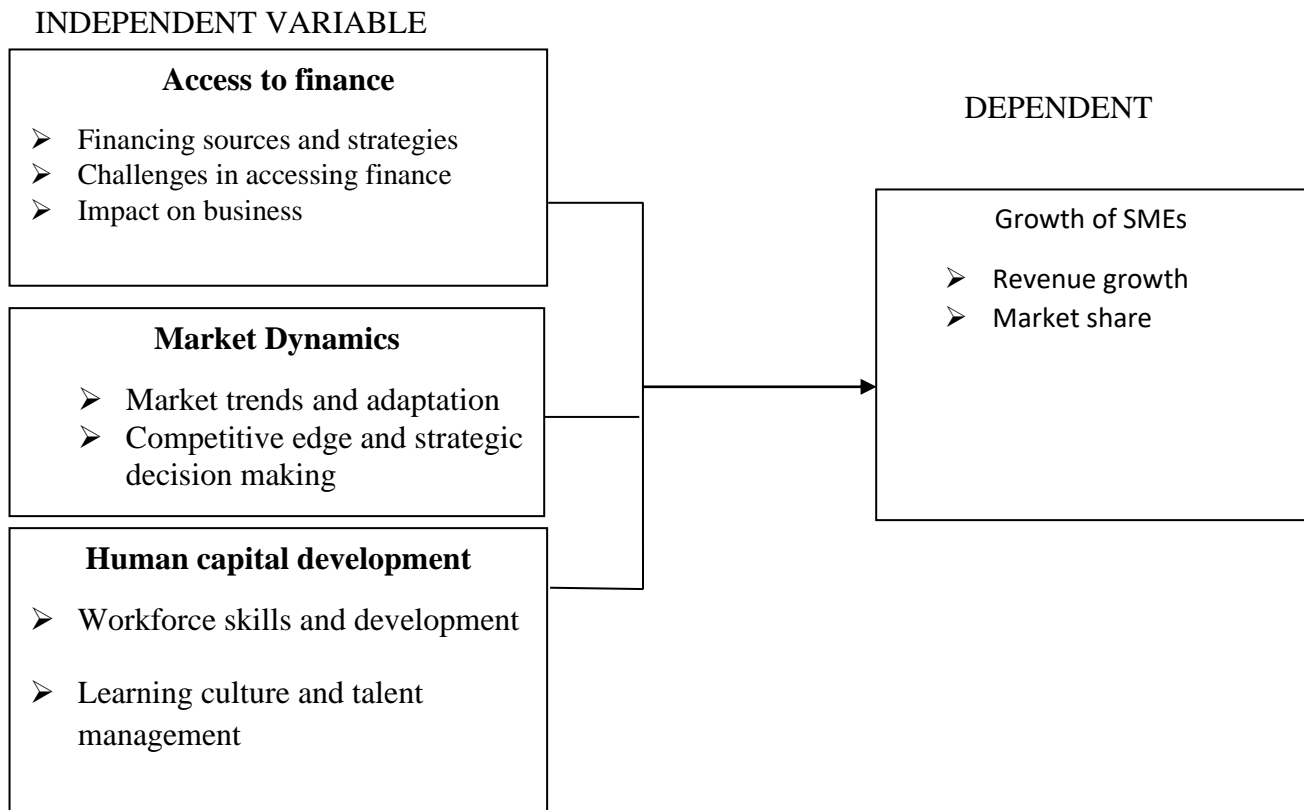 INDEPENDENT VARIABLE
Access to finance
➢ Financing sources and strategies
➢ Challenges in accessing finance
➢ Impact on business
Market Dynamics
➢ Market trends and adaptation
➢ Competitive edge and strategic
decision making
Human capital development
➢ Workforce skills and development
➢ Learning culture and talent
management
DEPENDENT
Growth of SMEs
➢ Revenue growth
➢ Market share